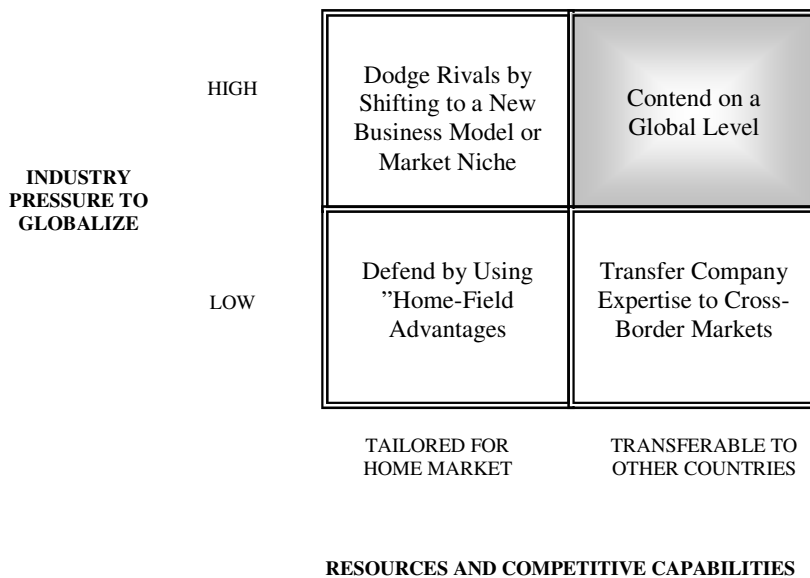 HIGH
Dodge Rivals by
Shifting to a New
Business Model or
Market Niche
Contend on a
Global Level
INDUSTRY
PRESSURE TO
GLOBALIZE
LOW
Defend by Using
”Home-Field
Advantages
Transfer Company
Expertise to Cross-
Border Markets
TAILORED FOR
HOME MARKET
TRANSFERABLE TO
OTHER COUNTRIES
RESOURCES AND COMPETITIVE CAPABILITIES